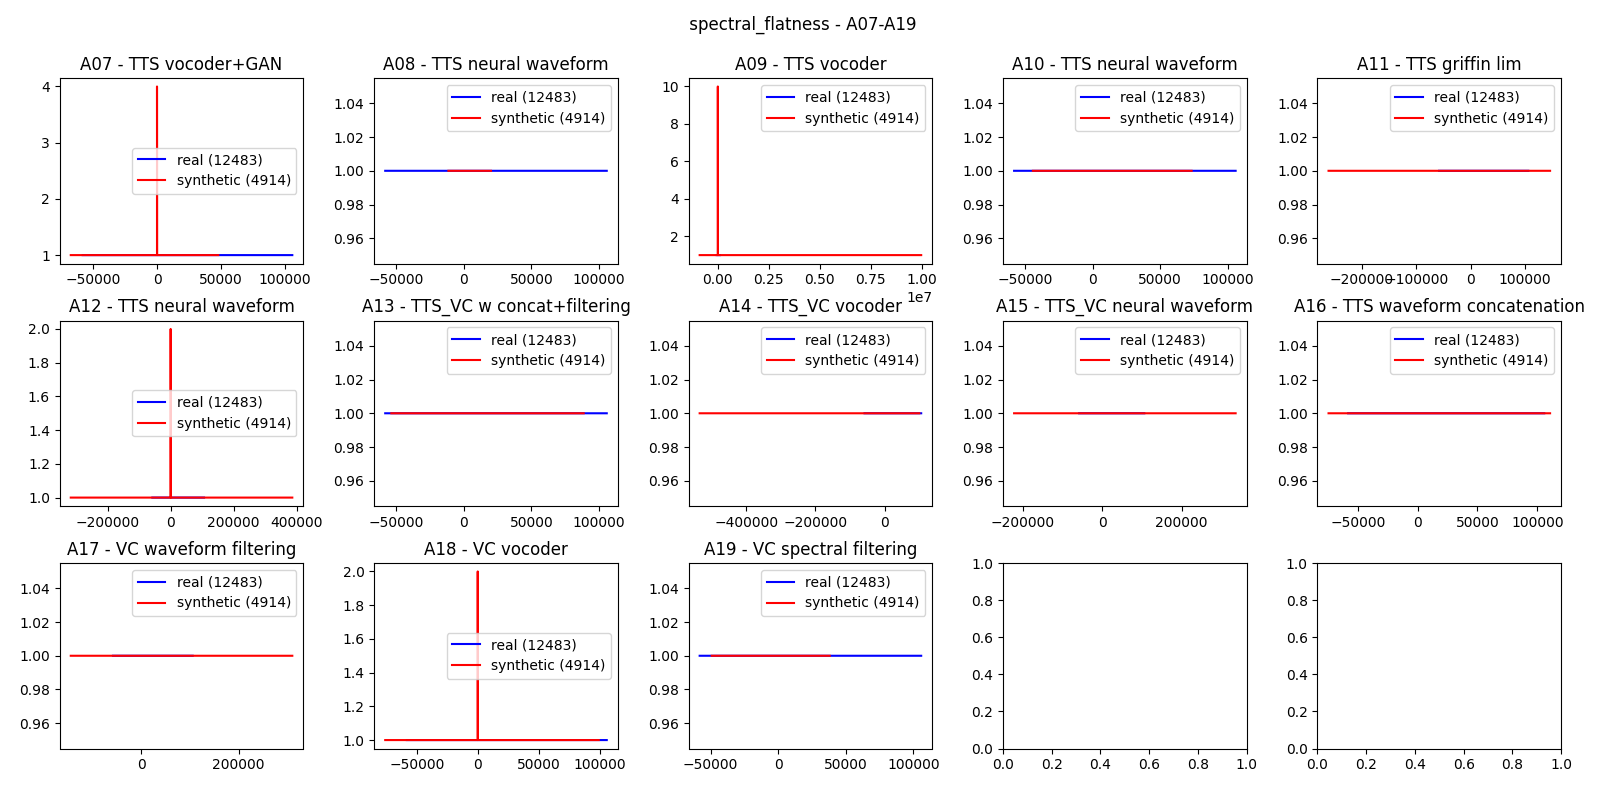 spectral_flatness - A07-A19
A07 - TTS vocoder+GAN
4
3
2
1
real (12483)
synthetic (4914)
−50000 0 50000 100000
A08 - TTS neural waveform
1.04
1.02
1.00
0.98
0.96
real (12483)
synthetic (4914)
−50000 0 50000 100000
A09 - TTS vocoder
10
8
6
4
2
real (12483)
synthetic (4914)
0.00 0.25 0.50 0.75 1.00
1e7
A10 - TTS neural waveform
1.04
1.02
1.00
0.98
0.96
real (12483)
synthetic (4914)
−50000 0 50000 100000
A11 - TTS griffin lim
1.04
1.02
1.00
0.98
0.96
real (12483)
synthetic (4914)
−200000 −100000 0 100000
A12 - TTS neural waveform
2.0
1.8
1.6
1.4
1.2
1.0
real (12483)
synthetic (4914)
−200000 0 200000 400000
A13 - TTS_VC w concat+filtering
1.04
1.02
1.00
0.98
0.96
real (12483)
synthetic (4914)
−50000 0 50000 100000
A14 - TTS_VC vocoder
1.04
1.02
1.00
0.98
0.96
real (12483)
synthetic (4914)
−400000 −200000 0
A15 - TTS_VC neural waveform
1.04
1.02
1.00
0.98
0.96
real (12483)
synthetic (4914)
−200000 0 200000
A16 - TTS waveform concatenation
1.04
1.02
1.00
0.98
0.96
real (12483)
synthetic (4914)
−50000 0 50000 100000
A17 - VC waveform filtering
1.04
1.02
1.00
0.98
0.96
real (12483)
synthetic (4914)
0 200000
A18 - VC vocoder
2.0
1.8
1.6
1.4
1.2
1.0
real (12483)
synthetic (4914)
−50000 0 50000 100000
A19 - VC spectral filtering
1.04
1.02
1.00
0.98
0.96
real (12483)
synthetic (4914)
−50000 0 50000 100000
1.0
0.8
0.6
0.4
0.2
0.0
0.0 0.2 0.4 0.6 0.8 1.0
1.0
0.8
0.6
0.4
0.2
0.0
0.0 0.2 0.4 0.6 0.8 1.0